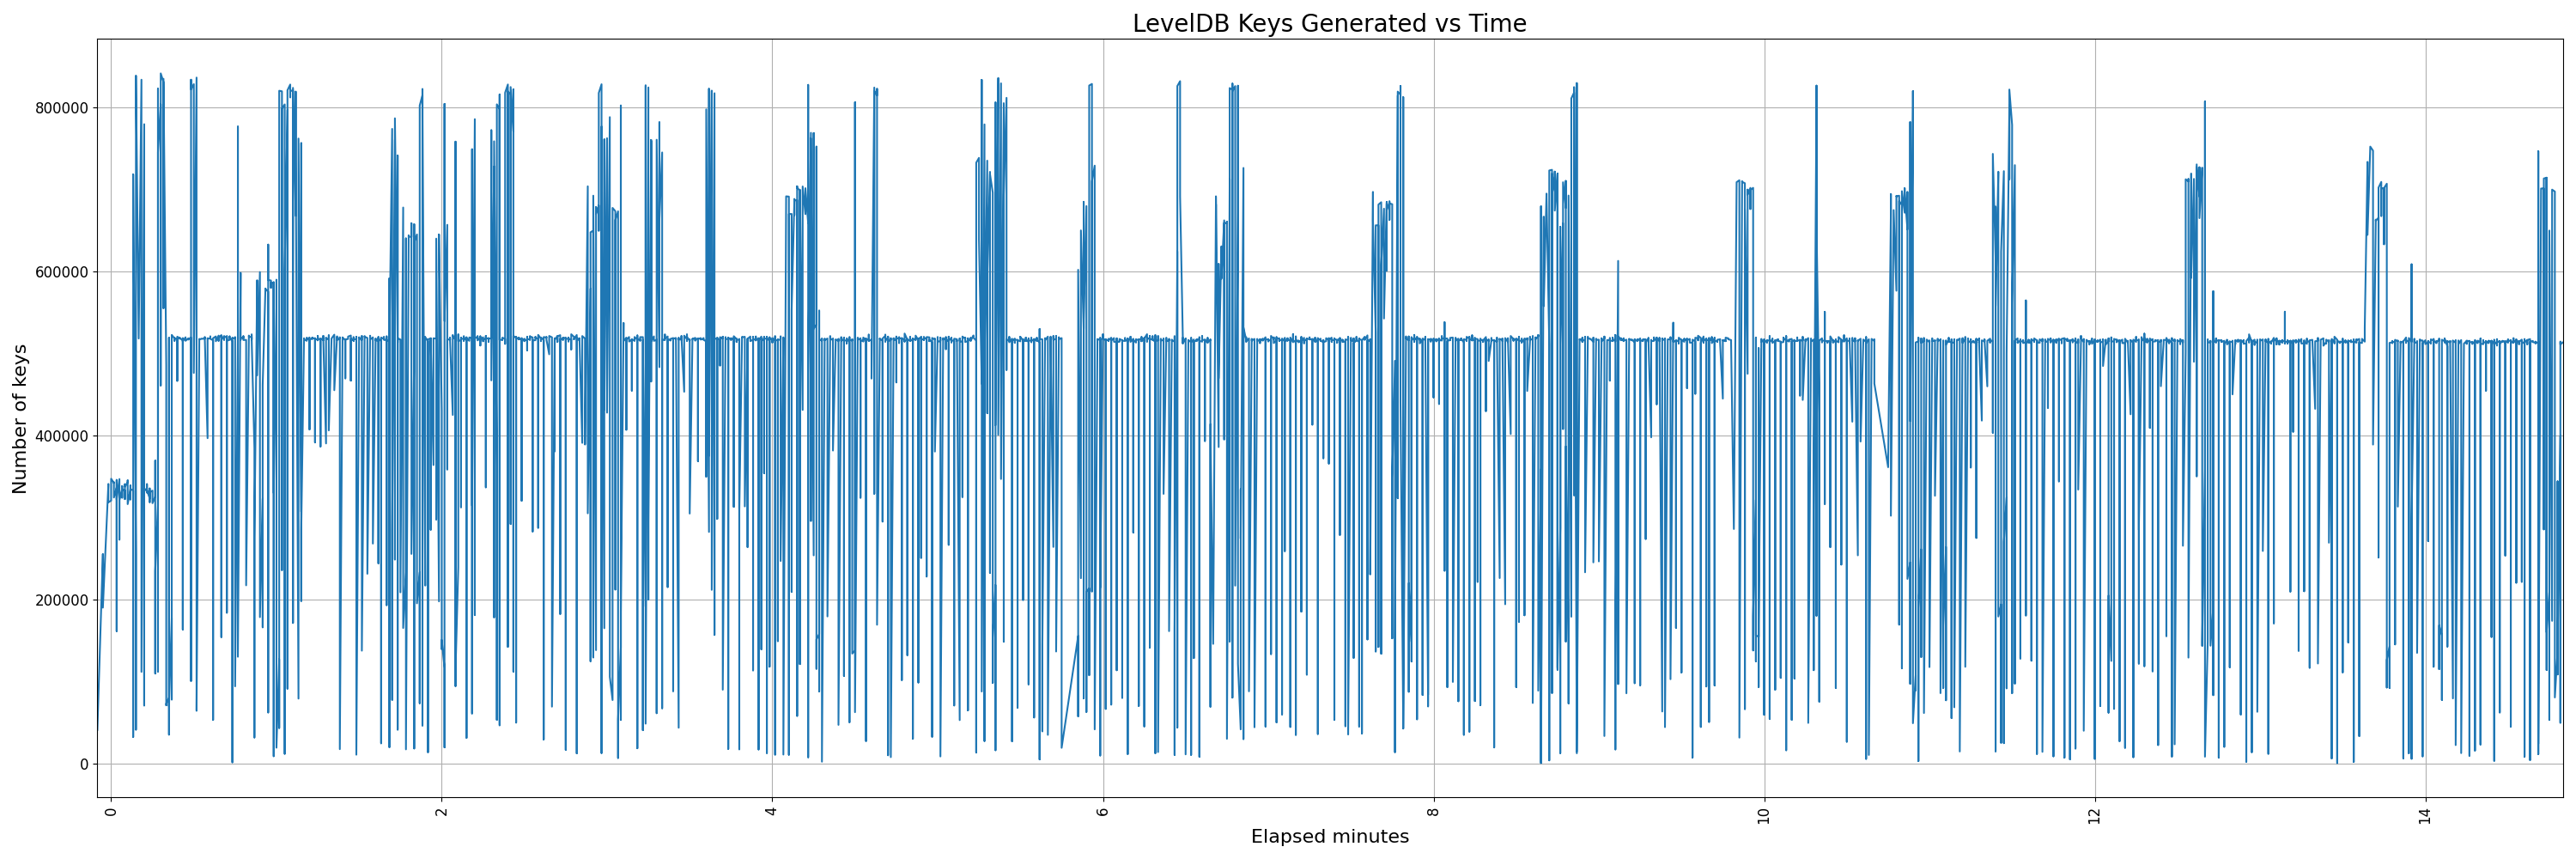 LevelDB Keys Generated vs Time
Number of keys
800000
600000
400000
200000
0
0 2 4 6 8 10 12 14
Elapsed minutes